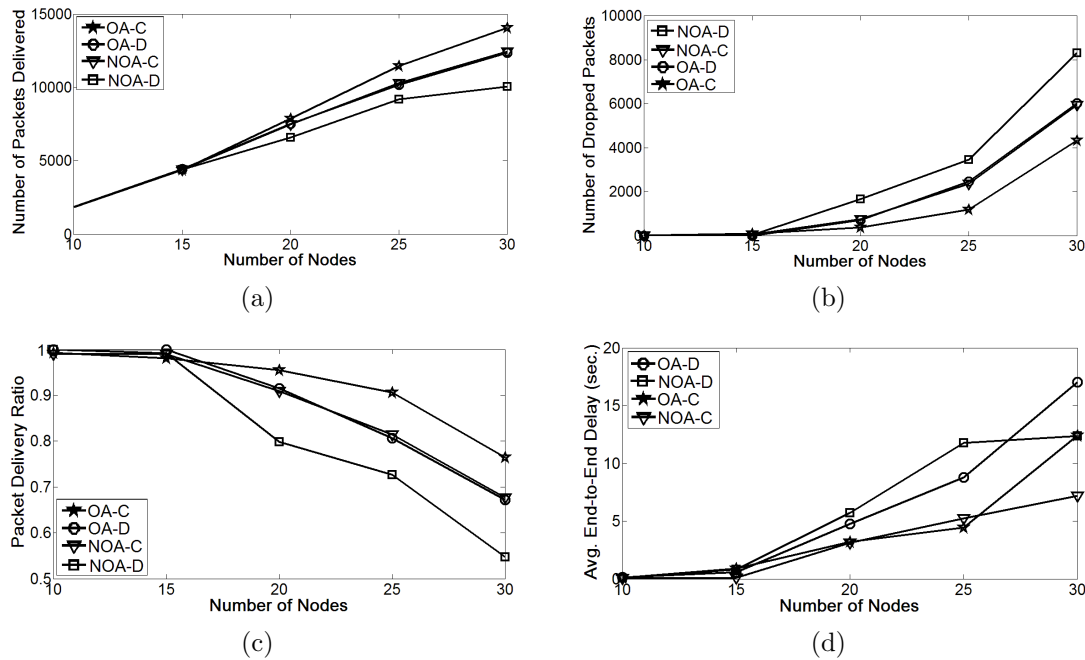 15000
10000
5000
0
10
15
20
25
30
Number of Packets Delivered
Number of Nodes
OA-C
OA-D
NOA-C
NOA-D
(a)
10000
8000
6000
4000
2000
0
10
15
20
25
30
Number of Dropped Packets
Number of Nodes
NOA-D
NOA-C
OA-D
OA-C
(b)
1
0.9
0.8
0.7
0.6
0.5
10
15
20
25
30
Packet Delivery Ratio
Number of Nodes
OA-C
OA-D
NOA-C
NOA-D
(c)
20
15
10
5
0
10
15
20
25
30
Avg. End-to-End Delay (sec.)
Number of Nodes
OA-D
NOA-D
OA-C
NOA-C
(d)